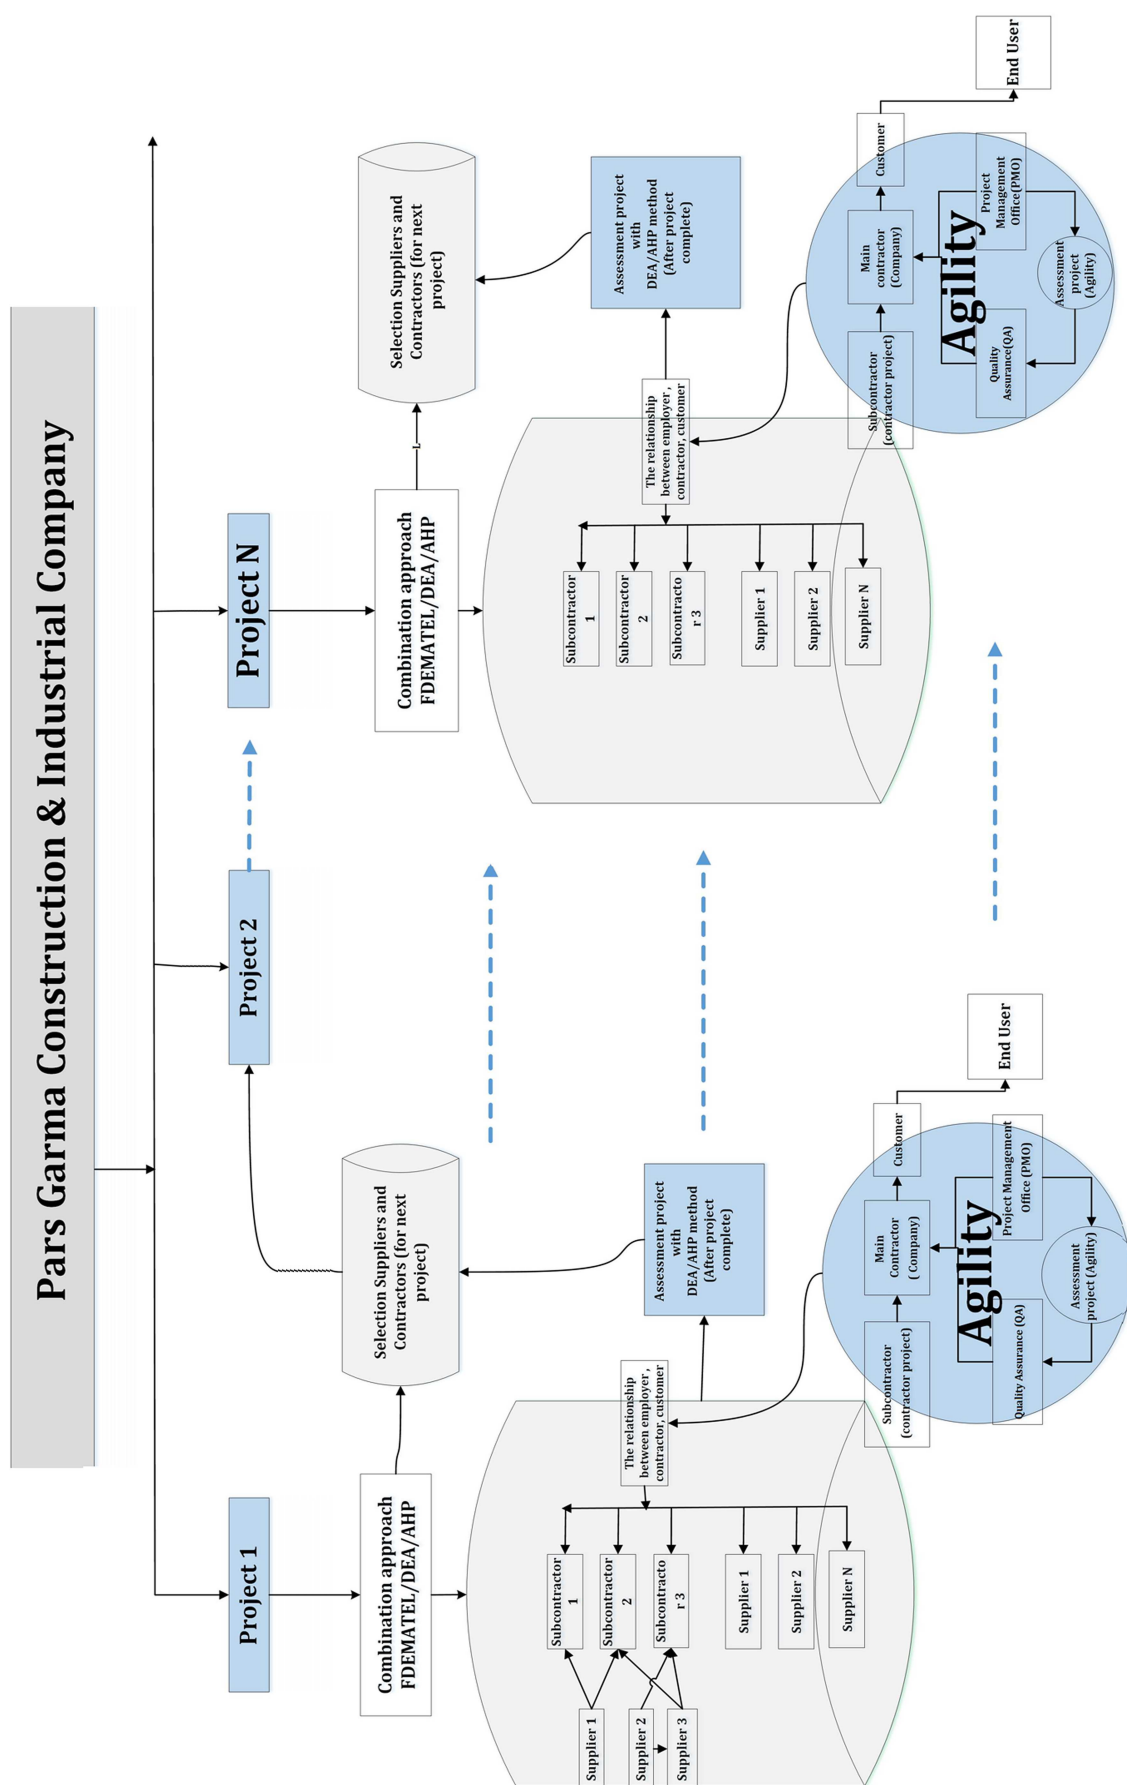 Pars Garma Construction & Industrial Company
Project 1
Project 2
Project N
Combination approach
FDEMATEL/DEA/AHP
Selection Suppliers and
Contractors (for next
project)
Assessment project
with
DEA/AHP method
(After project
complete)
The relationship
between employer ,
contractor, customer
Subcontractor
1
Subcontractor
2
Subcontracto
r 3
Supplier 1
Supplier 2
Supplier N
Supplier 1
Supplier 2
Supplier 3
Subcontractor
(contractor project)
Main
Contractor
( Company)
Customer
End User
Agility
Quality Assurance (QA)
Project Management
Office (PMO)
Assessment
project (Agility)
Combination approach
FDEMATEL/DEA/AHP
L
Selection Suppliers and
Contractors (for next
project)
Assessment project
with
DEA/AHP method
(After project
complete)
The relationship
between employer ,
contractor, customer
Subcontractor
1
Subcontractor
2
Subcontracto
r 3
Supplier 1
Supplier 2
Supplier N
Subcontractor
(contractor project)
Main
contractor
(Company)
Customer
End User
Agility
Quality
Assurance(QA)
Project
Management
Office(PMO)
Assessment
project
(Agility)